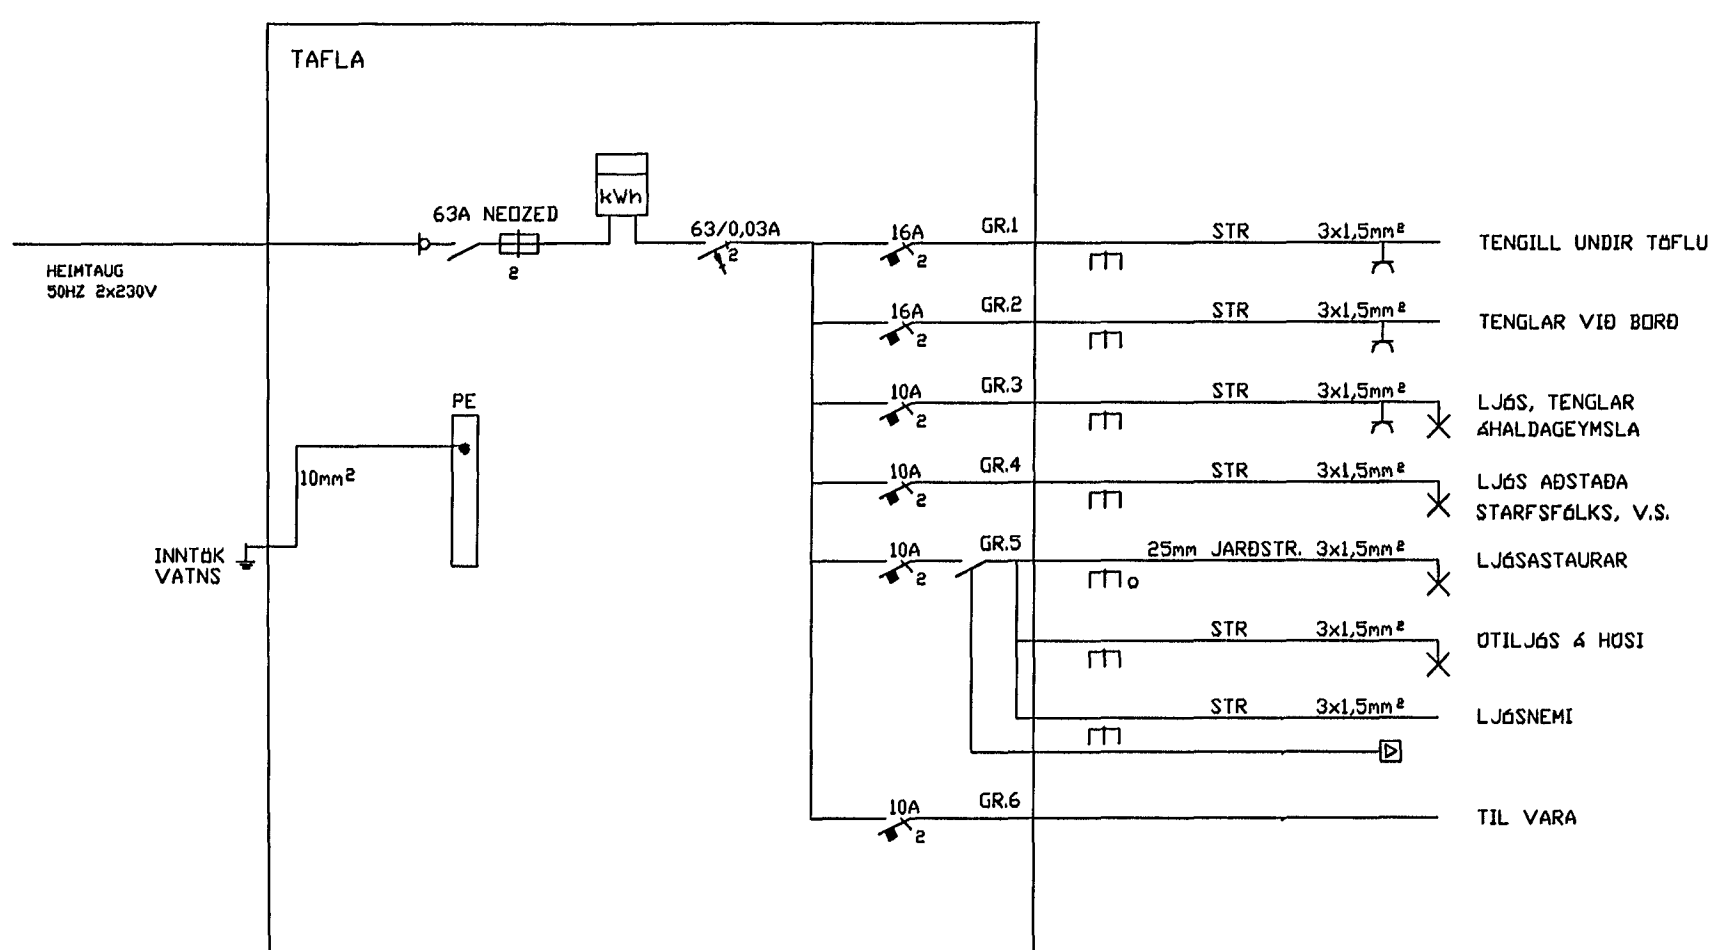 TAFLA
kWh
63A NEOZED
2
63/0,03A
2
HEIMTAUG
50HZ 2x230V
16A
2
GR.1
STR
3x1,5mm²
TENGILL UNDIR TÖFLU
16A
2
GR.2
STR
3x1,5mm²
TENGLAR VIÐ BORÐ
10A
2
GR.3
STR
3x1,5mm²
LJÓS, TENGLAR
ÁHALDAGEYMSLA
PE
10mm²
INNTÖK
VATNS
10A
2
GR.4
STR
3x1,5mm²
LJÓS AÐSTAÐA
STARFSFÓLKS, V.S.
10A
2
GR.5
25mm JARÐSTR. 3x1,5mm²
LJÓSASTAURAR
STR
3x1,5mm²
ÚTILJÓS Á HÚSI
STR
3x1,5mm²
LJÓSNEMI
10A
2
GR.6
TIL VARA